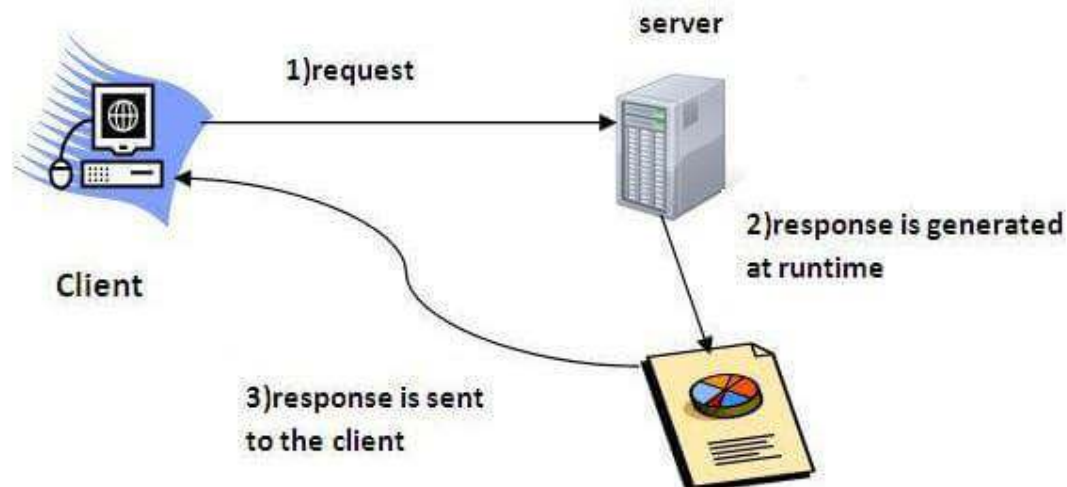 server
1)request
Client
2)response is generated
at runtime
3)response is sent
to the client